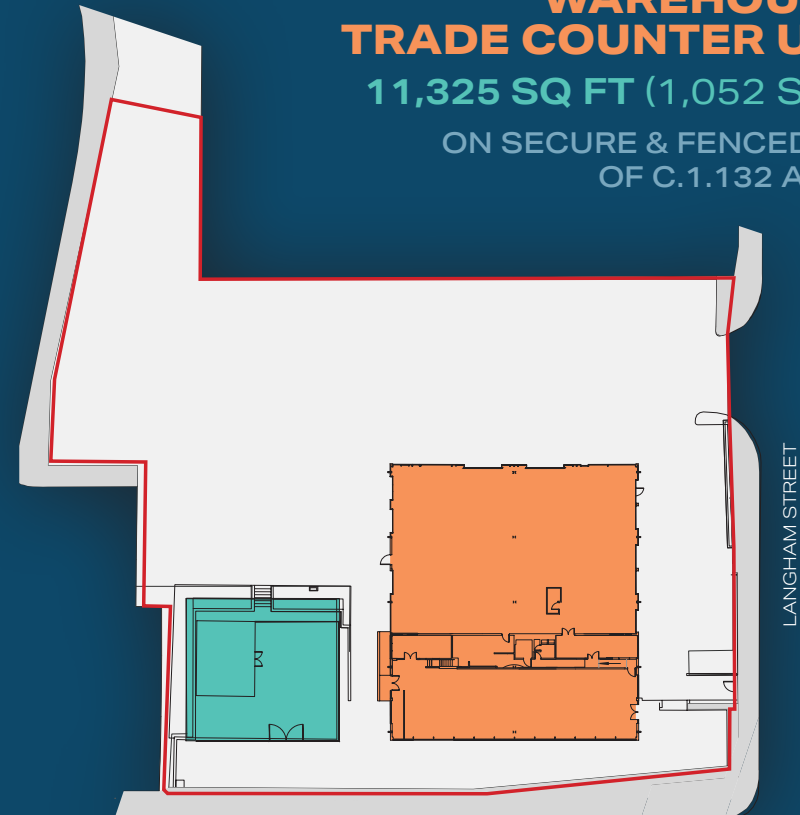 TRADE COUNTER
11,325 SQ FT (1,052
ON SECURE & FENCED
OF C.1.132
LANGHAM STREET